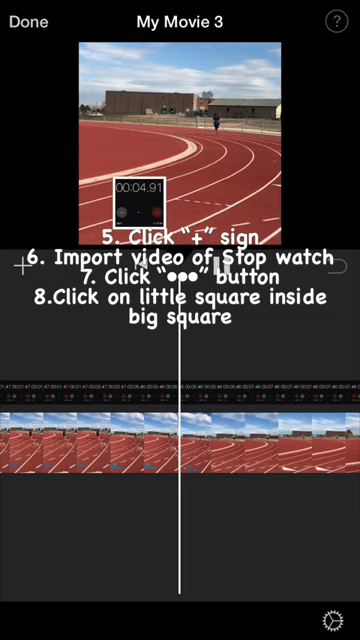 Done
My Movie 3
?
00:04.91
5. Click “+” sign
6. Import video of Stop watch
7. Click “●●●” button
8.Click on little square inside
big square